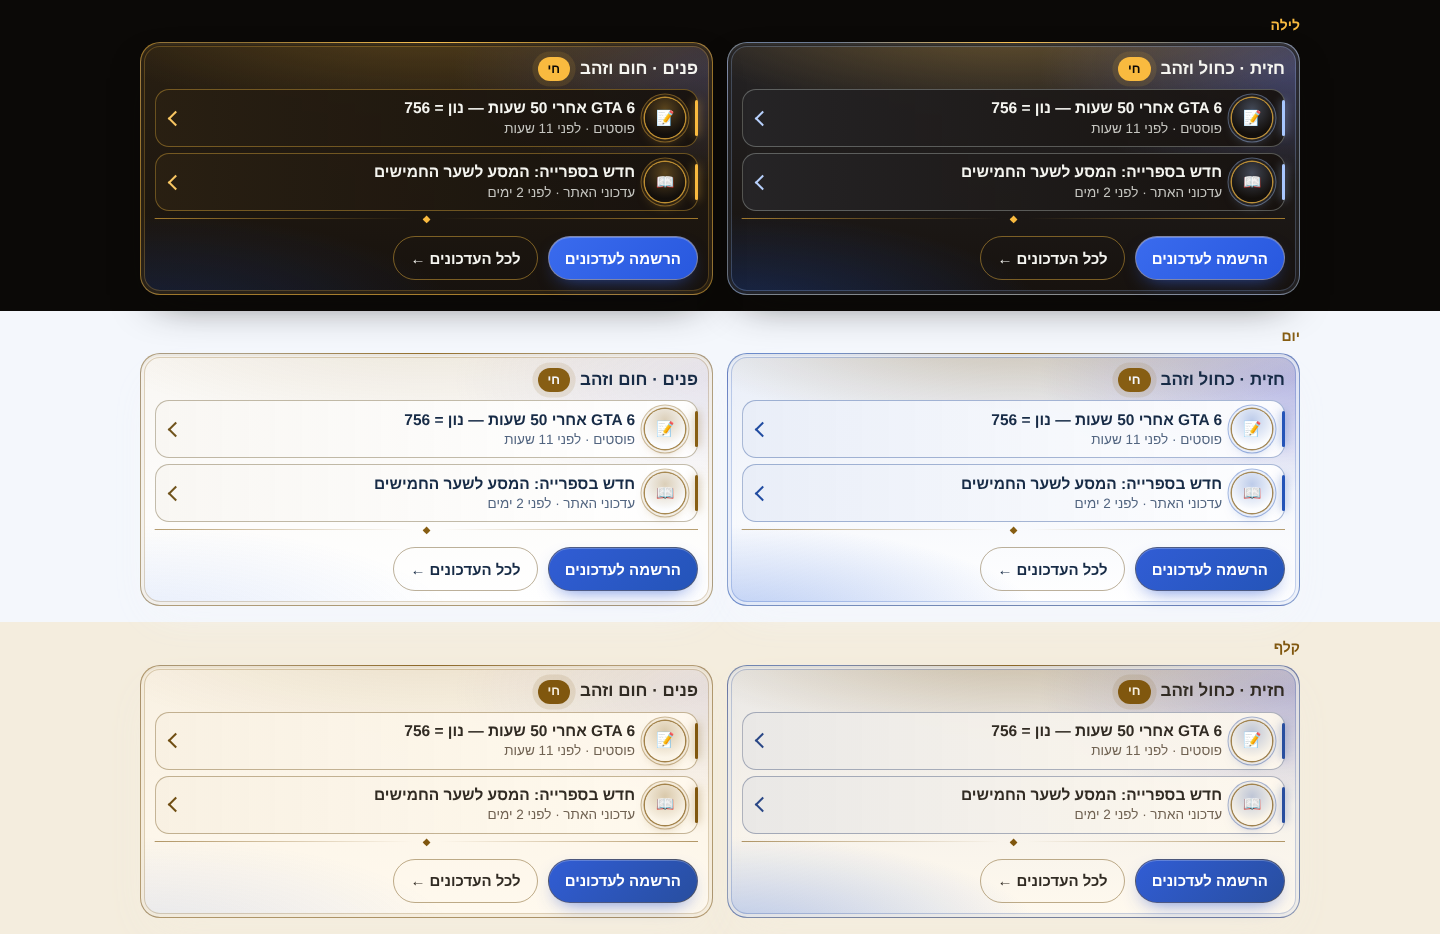 לילה
חזית · כחול וזהב חי
GTA 6 אחרי 50 שעות — נון = 756
פוסטים · לפני 11 שעות
חדש בספרייה: המסע לשער החמישים
עדכוני האתר · לפני 2 ימים
הרשמה לעדכונים
לכל העדכונים ←
פנים · חום וזהב חי
GTA 6 אחרי 50 שעות — נון = 756
פוסטים · לפני 11 שעות
חדש בספרייה: המסע לשער החמישים
עדכוני האתר · לפני 2 ימים
הרשמה לעדכונים
לכל העדכונים ←
יום
חזית · כחול וזהב חי
GTA 6 אחרי 50 שעות — נון = 756
פוסטים · לפני 11 שעות
חדש בספרייה: המסע לשער החמישים
עדכוני האתר · לפני 2 ימים
הרשמה לעדכונים
לכל העדכונים ←
פנים · חום וזהב חי
GTA 6 אחרי 50 שעות — נון = 756
פוסטים · לפני 11 שעות
חדש בספרייה: המסע לשער החמישים
עדכוני האתר · לפני 2 ימים
הרשמה לעדכונים
לכל העדכונים ←
קלף
חזית · כחול וזהב חי
GTA 6 אחרי 50 שעות — נון = 756
פוסטים · לפני 11 שעות
חדש בספרייה: המסע לשער החמישים
עדכוני האתר · לפני 2 ימים
הרשמה לעדכונים
לכל העדכונים ←
פנים · חום וזהב חי
GTA 6 אחרי 50 שעות — נון = 756
פוסטים · לפני 11 שעות
חדש בספרייה: המסע לשער החמישים
עדכוני האתר · לפני 2 ימים
הרשמה לעדכונים
לכל העדכונים ←